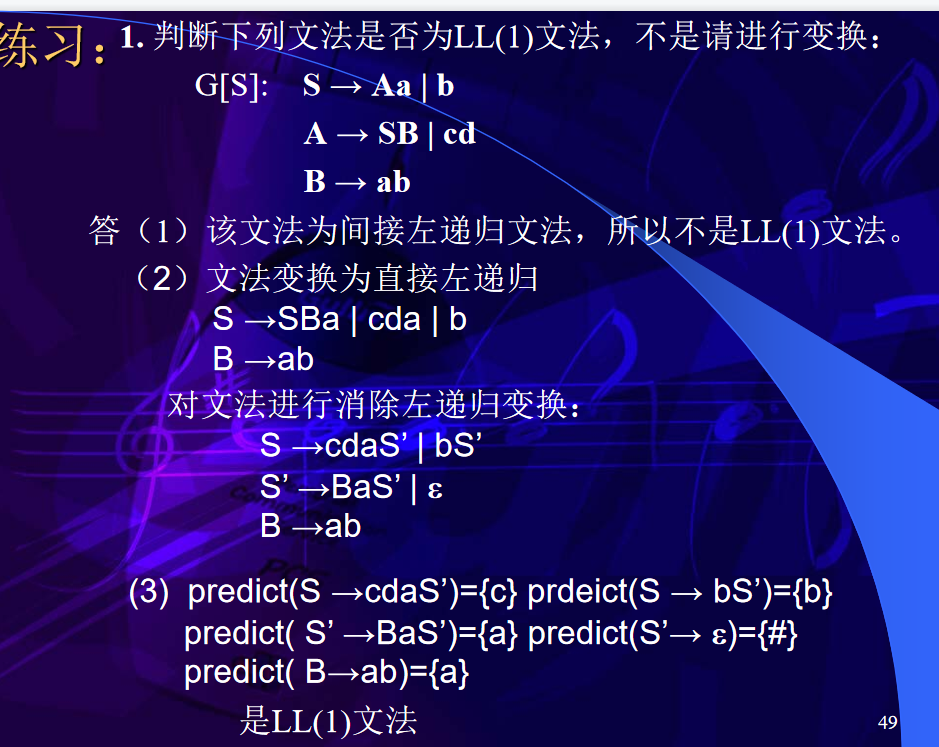 练习：
1. 判断下列文法是否为LL(1)文法，不是请进行变换：
G[S]: S → Aa | b
A → SB | cd
B → ab
答（1）该文法为间接左递归文法，所以不是LL(1)文法。
（2）文法变换为直接左递归
S →SBa | cda | b
B →ab
对文法进行消除左递归变换：
S →cdaS’ | bS’
S’ →BaS’ | ε
B →ab
(3) predict(S →cdaS’)={c} prdeict(S → bS’)={b}
predict( S’ →BaS’)={a} predict(S’→ ε)={#}
predict( B→ab)={a}
是LL(1)文法
49